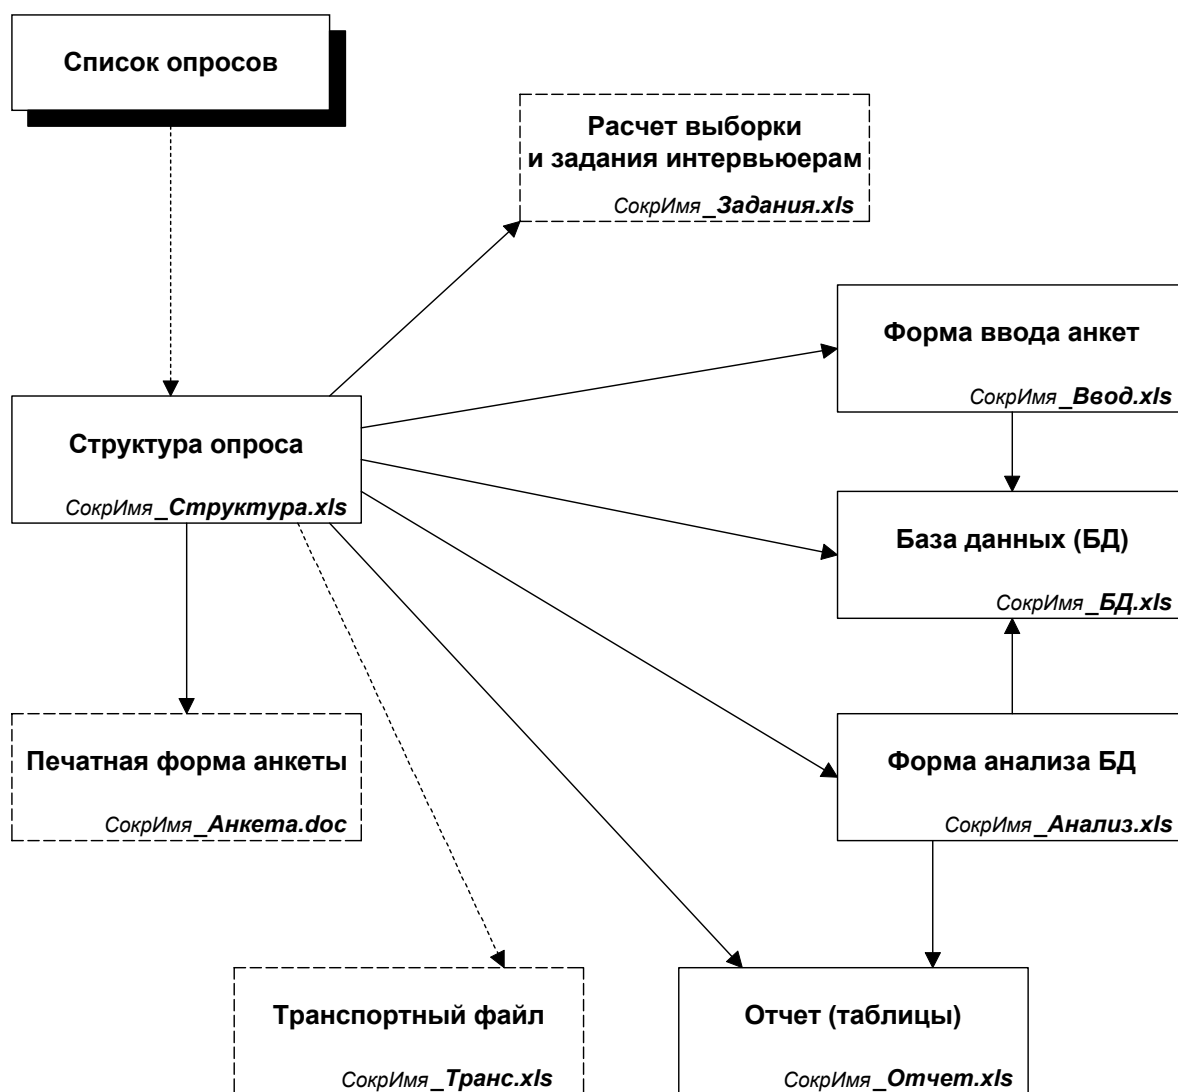 Список опросов
Расчет выборки
и задания интервьюерам
СокрИмя_Задания.xls
Форма ввода анкет
СокрИмя_Ввод.xls
Структура опроса
СокрИмя_Структура.xls
База данных (БД)
СокрИмя_БД.xls
Печатная форма анкеты
СокрИмя_Анкета.doc
Форма анализа БД
СокрИмя_Анализ.xls
Транспортный файл
СокрИмя_Транс.xls
Отчет (таблицы)
СокрИмя_Отчет.xls